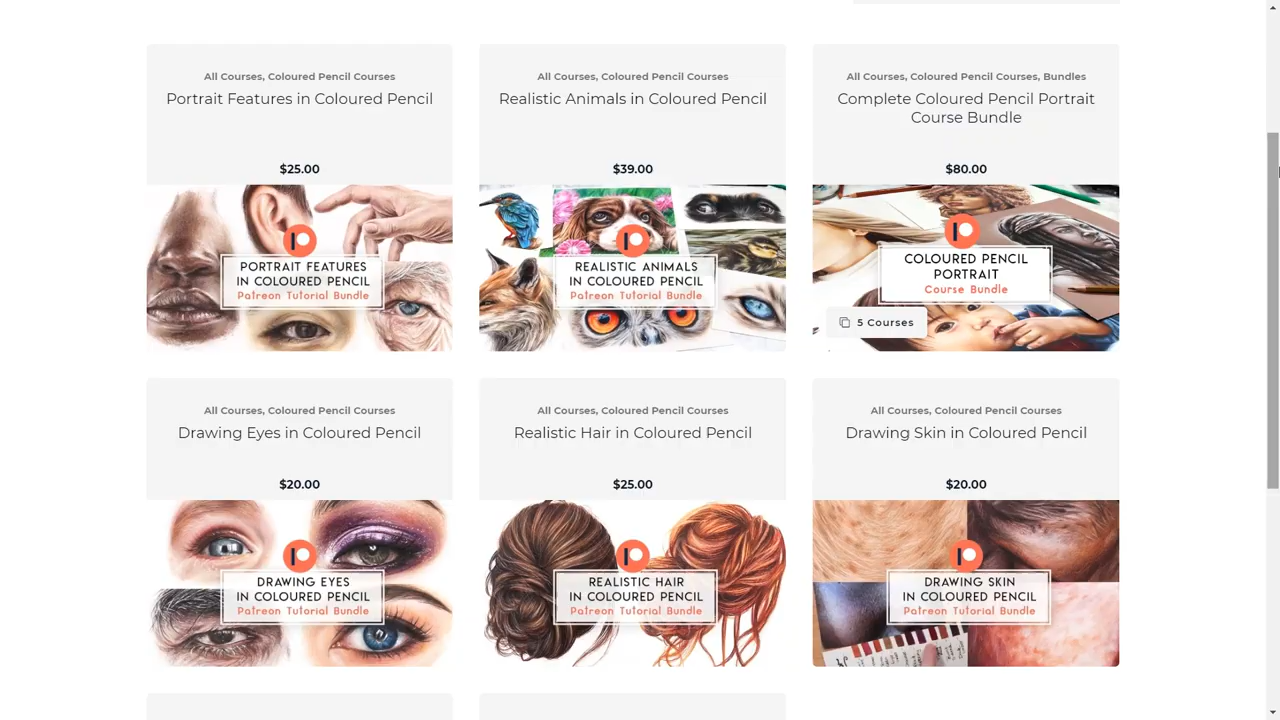 All Courses, Coloured Pencil Courses
Portrait Features in Coloured Pencil
$25.00
PORTRAIT FEATURES
IN COLOURED PENCIL
Patreon Tutorial Bundle
All Courses, Coloured Pencil Courses
Realistic Animals in Coloured Pencil
$39.00
REALISTIC ANIMALS
IN COLOURED PENCIL
Patreon Tutorial Bundle
All Courses, Coloured Pencil Courses, Bundles
Complete Coloured Pencil Portrait
Course Bundle
$80.00
COLOURED PENCIL
PORTRAIT
Course Bundle
5 Courses
All Courses, Coloured Pencil Courses
Drawing Eyes in Coloured Pencil
$20.00
DRAWING EYES
IN COLOURED PENCIL
Patreon Tutorial Bundle
All Courses, Coloured Pencil Courses
Realistic Hair in Coloured Pencil
$25.00
REALISTIC HAIR
IN COLOURED PENCIL
Patreon Tutorial Bundle
All Courses, Coloured Pencil Courses
Drawing Skin in Coloured Pencil
$20.00
DRAWING SKIN
IN COLOURED PENCIL
Patreon Tutorial Bundle